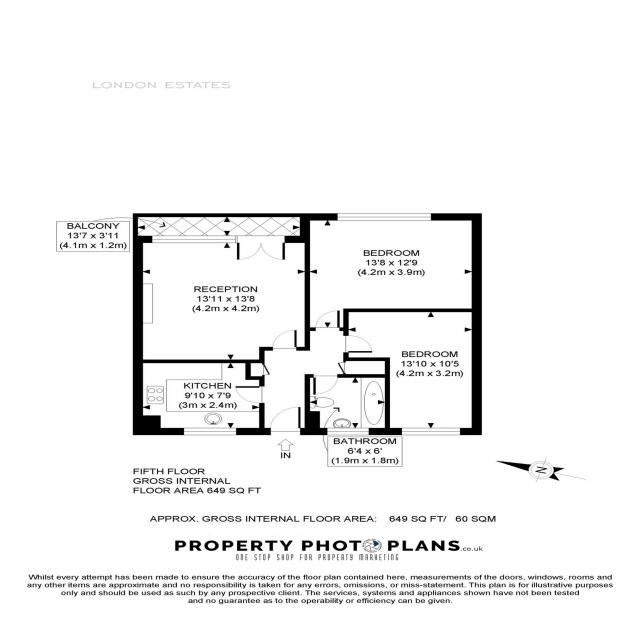 LONDON ESTATES
BALCONY
13'7 x 3'11
(4.1m x 1.2m)
RECEPTION
13'11 x 13'8
(4.2m x 4.2m)
BEDROOM
13'8 x 12'9
(4.2m x 3.9m)
BEDROOM
13'10 x 10'5
(4.2m x 3.2m)
KITCHEN
9'10 x 7'9
(3m x 2.4m)
IN
BATHROOM
6'4 x 6'
(1.9m x 1.8m)
FIFTH FLOOR
GROSS INTERNAL
FLOOR AREA 649 SQ FT
N
APPROX. GROSS INTERNAL FLOOR AREA: 649 SQ FT/ 60 SQM
PROPERTY PHOTO PLANS.co.uk
ONE STOP SHOP FOR PROPERTY MARKETING
Whilst every attempt has been made to ensure the accuracy of the floor plan contained here, measurements of the doors, windows, rooms and
any other items are approximate and no responsibility is taken for any errors, omissions, or miss-statement. This plan is for illustrative purposes
only and should be used as such by any prospective client. The services, systems and appliances shown have not been tested
and no guarantee as to the operability or efficiency can be given.